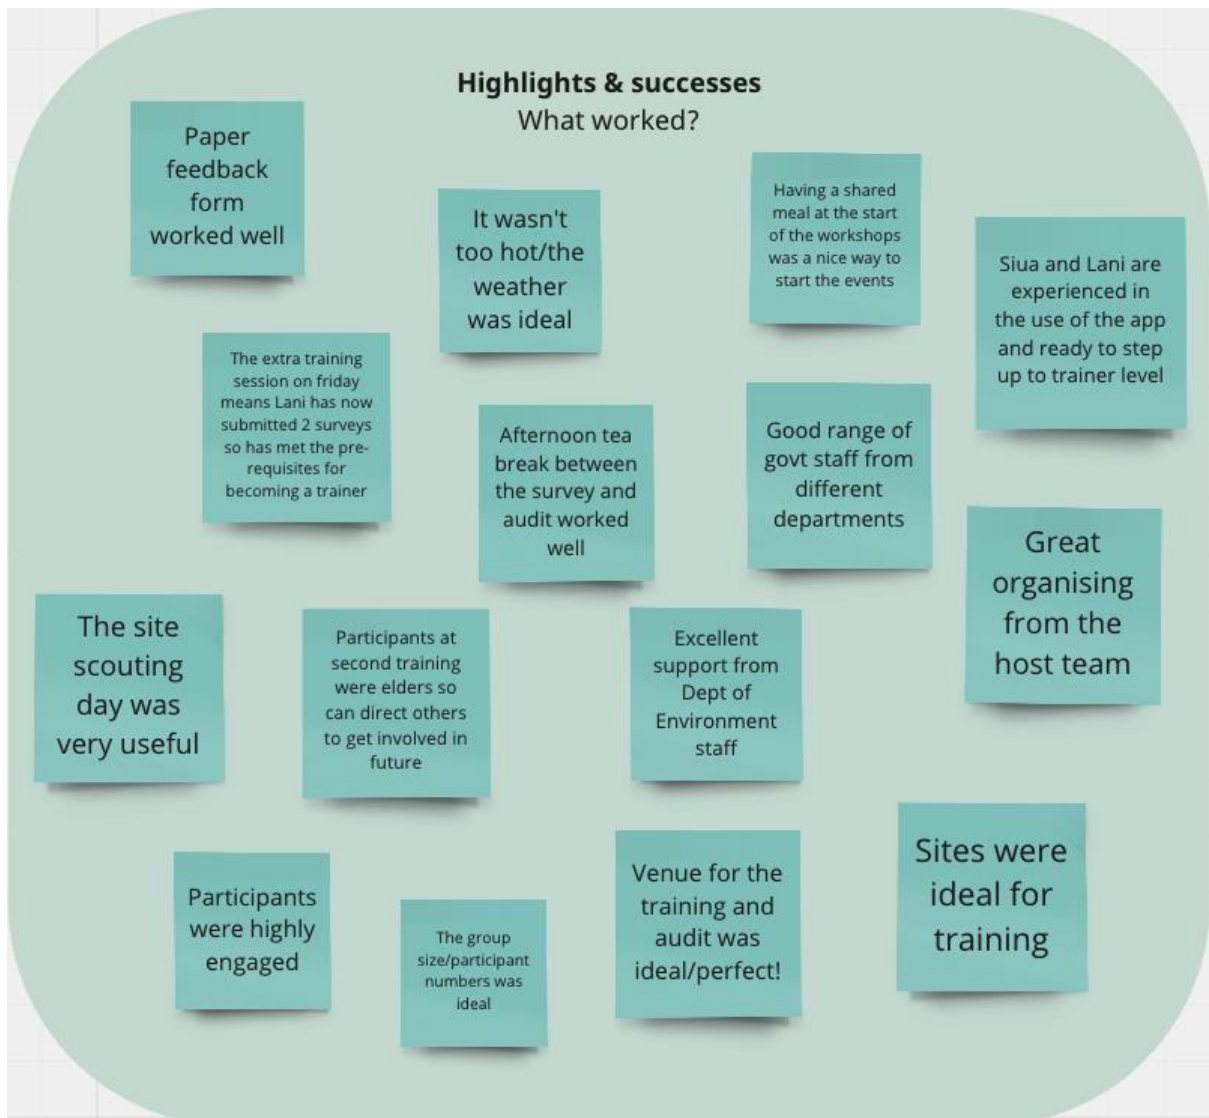 Highlights & successes
What worked?
Paper
feedback
form
worked well
It wasn't
too hot/the
weather
was ideal
Having a shared
meal at the start
of the workshops
was a nice way to
start the events
Siua and Lani are
experienced in
the use of the app
and ready to step
up to trainer level
The extra training
session on friday
means Lani has now
submitted 2 surveys
so has met the pre-
requisites for
becoming a trainer
Afternoon tea
break between
the survey and
audit worked
well
Good range of
govt staff from
different
departments
Great
organising
from the
host team
The site
scouting
day was
very useful
Participants at
second training
were elders so
can direct others
to get involved in
future
Excellent
support from
Dept of
Environment
staff
Participants
were highly
engaged
The group
size/participant
numbers was
ideal
Venue for the
training and
audit was
ideal/perfect!
Sites were
ideal for
training